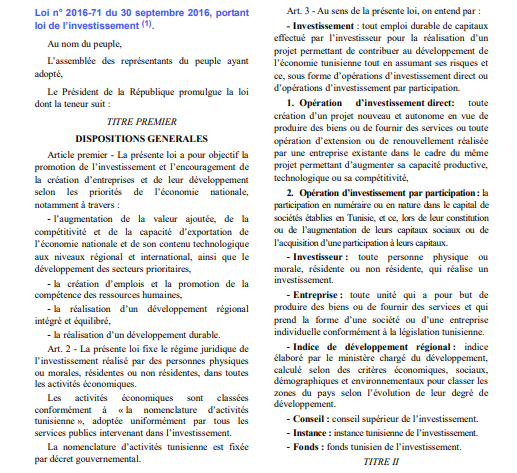 Loi n° 2016-71 du 30 septembre 2016, portant
loi de l'investissement (1).
Au nom du peuple,
L'assemblée des représentants du peuple ayant
adopté,
Le Président de la République promulgue la loi
dont la teneur suit :
TITRE PREMIER
DISPOSITIONS GENERALES
Article premier - La présente loi a pour objectif la
promotion de l'investissement et l'encouragement de
la création d'entreprises et de leur développement
selon les priorités de l'économie nationale,
notamment à travers :
- l'augmentation de la valeur ajoutée, de la
compétitivité et de la capacité d'exportation de
l'économie nationale et de son contenu technologique
aux niveaux régional et international, ainsi que le
développement des secteurs prioritaires,
- la création d'emplois et la promotion de la
compétence des ressources humaines,
- la réalisation d'un développement régional
intégré et équilibré,
- la réalisation d'un développement durable.
Art. 2 - La présente loi fixe le régime juridique de
l'investissement réalisé par des personnes physiques
ou morales, résidentes ou non résidentes, dans toutes
les activités économiques.
Les activités économiques sont classées
conformément à « la nomenclature d'activités
tunisienne », adoptée uniformément par tous les
services publics intervenant dans l'investissement.
La nomenclature d'activités tunisienne est fixée
par décret gouvernemental.
Art. 3 - Au sens de la présente loi, on entend par :
- Investissement : tout emploi durable de capitaux
effectué par l'investisseur pour la réalisation d'un
projet permettant de contribuer au développement de
l'économie tunisienne tout en assumant ses risques et
ce, sous forme d'opérations d'investissement direct ou
d'opérations d'investissement par participation.
1. Opération d'investissement direct: toute
création d'un projet nouveau et autonome en vue de
produire des biens ou de fournir des services ou toute
opération d'extension ou de renouvellement réalisée
par une entreprise existante dans le cadre du même
projet permettant d'augmenter sa capacité productive,
technologique ou sa compétitivité,
2. Opération d'investissement par participation : la
participation en numéraire ou en nature dans le capital de
sociétés établies en Tunisie, et ce, lors de leur constitution
ou de l'augmentation de leurs capitaux sociaux ou de
l'acquisition d'une participation à leurs capitaux.
- Investisseur : toute personne physique ou
morale, résidente ou non résidente, qui réalise un
investissement.
- Entreprise : toute unité qui a pour but de
produire des biens ou de fournir des services et qui
prend la forme d'une société ou d'une entreprise
individuelle conformément à la législation tunisienne.
- Indice de développement régional : indice
élaboré par le ministère chargé du développement,
calculé selon des critères économiques, sociaux,
démographiques et environnementaux pour classer les
zones du pays selon l'évolution de leur degré de
développement.
- Conseil : conseil supérieur de l'investissement.
- Instance : instance tunisienne de l'investissement.
- Fonds : fonds tunisien de l'investissement.
TITRE II